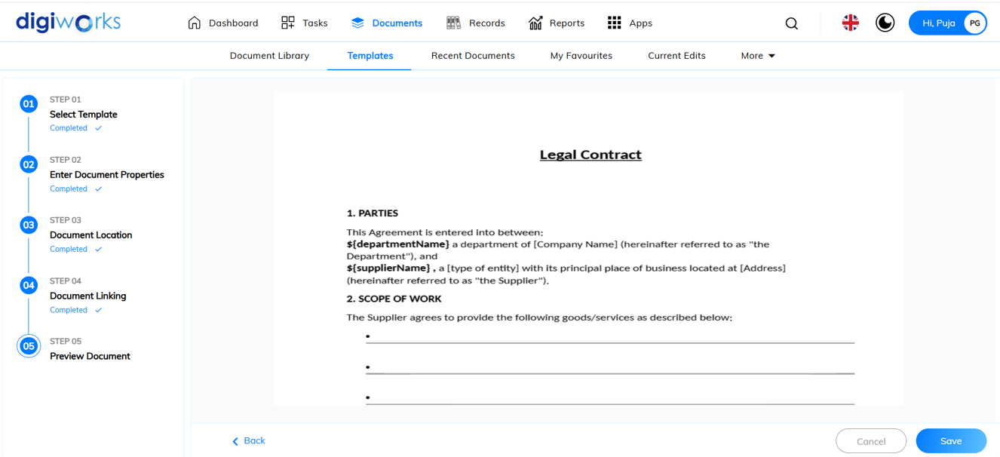 digiworks
Dashboard
Tasks
Documents
Records
Reports
Apps
Hi, Puja
PG
Document Library
Templates
Recent Documents
My Favourites
Current Edits
More
01
STEP 01
Select Template
Completed
02
STEP 02
Enter Document Properties
Completed
03
STEP 03
Document Location
Completed
04
STEP 04
Document Linking
Completed
05
STEP 05
Preview Document
Legal Contract
1. PARTIES
This Agreement is entered into between:
${departmentName} a department of [Company Name] (hereinafter referred to as "the
Department"), and
${supplierName} , a [type of entity] with its principal place of business located at [Address]
(hereinafter referred to as "the Supplier").
2. SCOPE OF WORK
The Supplier agrees to provide the following goods/services as described below:
Back
Cancel
Save